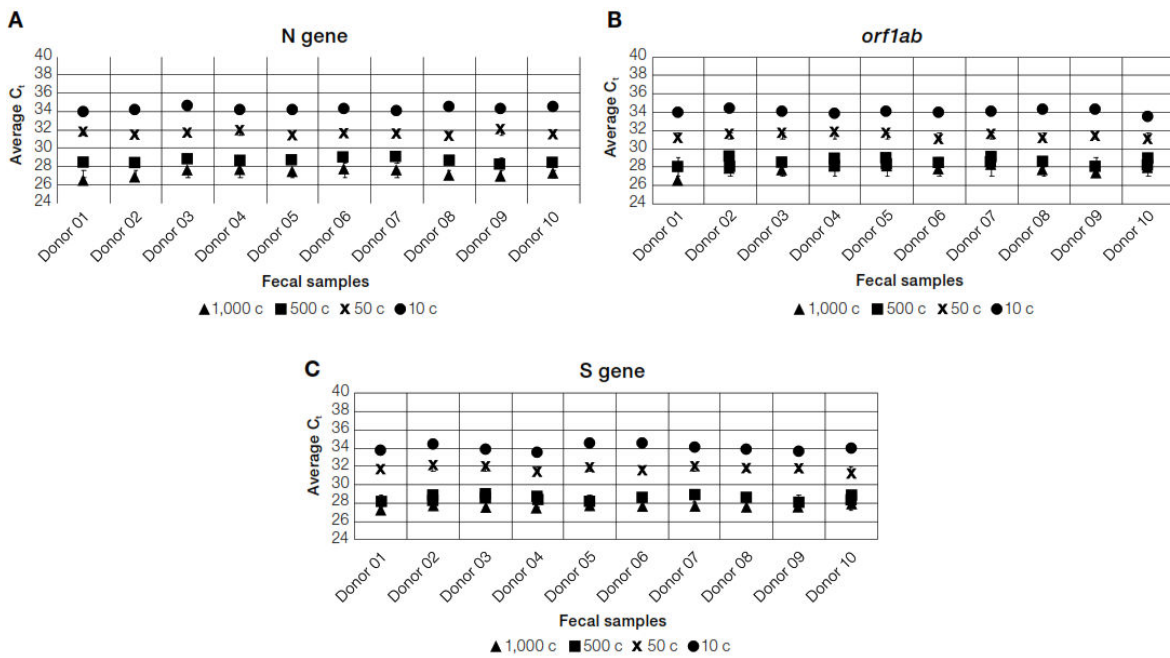 A
N gene
Average Ct
40
38
36
34
32
30
28
26
24
Donor 01
Donor 02
Donor 03
Donor 04
Donor 05
Donor 06
Donor 07
Donor 08
Donor 09
Donor 10
Fecal samples
1,000 c 500 c 50 c 10 c
B
orf1ab
Average Ct
40
38
36
34
32
30
28
26
24
Donor 01
Donor 02
Donor 03
Donor 04
Donor 05
Donor 06
Donor 07
Donor 08
Donor 09
Donor 10
Fecal samples
1,000 c 500 c 50 c 10 c
C
S gene
Average Ct
40
38
36
34
32
30
28
26
24
Donor 01
Donor 02
Donor 03
Donor 04
Donor 05
Donor 06
Donor 07
Donor 08
Donor 09
Donor 10
Fecal samples
1,000 c 500 c 50 c 10 c